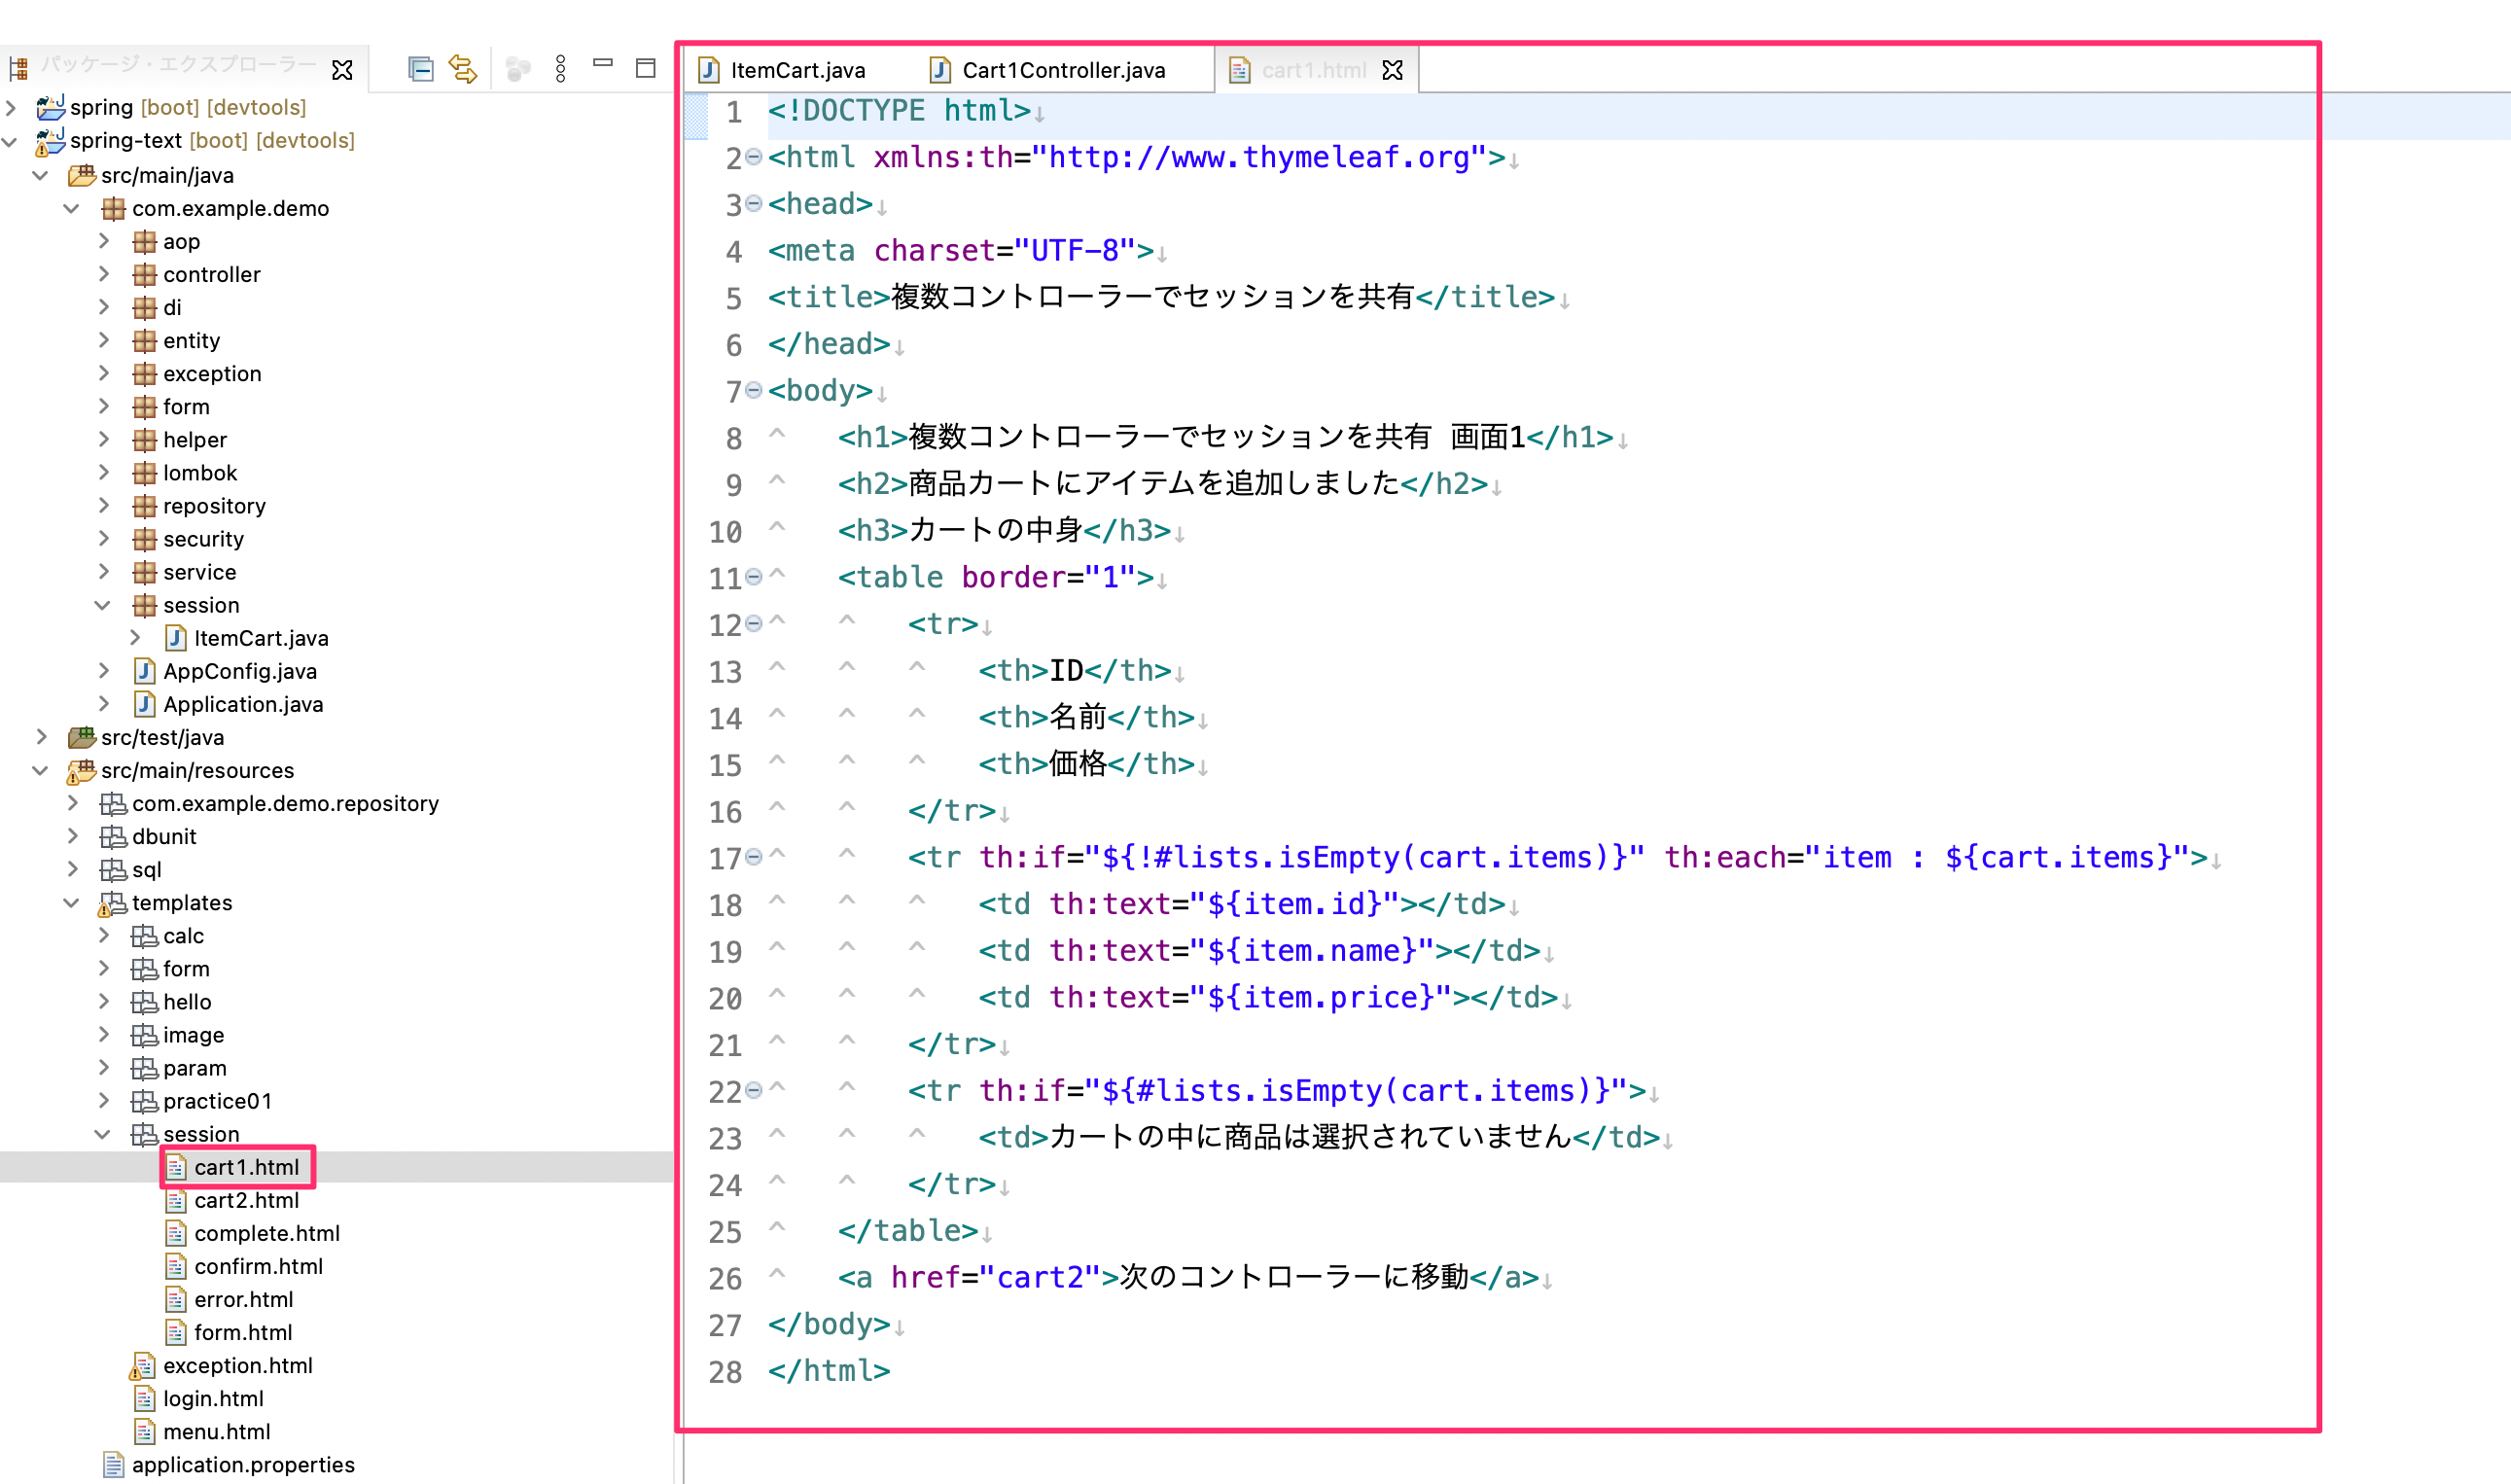 パッケージ・エクスプローラー
spring [boot] [devtools]
spring-text [boot] [devtools]
src/main/java
com.example.demo
aop
controller
di
entity
exception
form
helper
lombok
repository
security
service
session
ItemCart.java
AppConfig.java
Application.java
src/test/java
src/main/resources
com.example.demo.repository
dbunit
sql
templates
calc
form
hello
image
param
practice01
session
cart1.html
cart2.html
complete.html
confirm.html
error.html
form.html
exception.html
login.html
menu.html
application.properties
ItemCart.java Cart1Controller.java cart1.html
1 <!DOCTYPE html>↓
2 <html xmlns:th="http://www.thymeleaf.org">↓
3 <head>↓
4 <meta charset="UTF-8">↓
5 <title>複数コントローラーでセッションを共有</title>↓
6 </head>↓
7 <body>↓
8 ^ <h1>複数コントローラーでセッションを共有 画面1</h1>↓
9 ^ <h2>商品カートにアイテムを追加しました</h2>↓
10 ^ <h3>カートの中身</h3>↓
11 ^ <table border="1">↓
12 ^ ^ <tr>↓
13 ^ ^ ^ <th>ID</th>↓
14 ^ ^ ^ <th>名前</th>↓
15 ^ ^ ^ <th>価格</th>↓
16 ^ ^ </tr>↓
17 ^ ^ <tr th:if="${!#lists.isEmpty(cart.items)}" th:each="item : ${cart.items}">↓
18 ^ ^ ^ <td th:text="${item.id}"></td>↓
19 ^ ^ ^ <td th:text="${item.name}"></td>↓
20 ^ ^ ^ <td th:text="${item.price}"></td>↓
21 ^ ^ </tr>↓
22 ^ ^ <tr th:if="${#lists.isEmpty(cart.items)}">↓
23 ^ ^ ^ <td>カートの中に商品は選択されていません</td>↓
24 ^ ^ </tr>↓
25 ^ </table>↓
26 ^ <a href="cart2">次のコントローラーに移動</a>↓
27 </body>↓
28 </html>